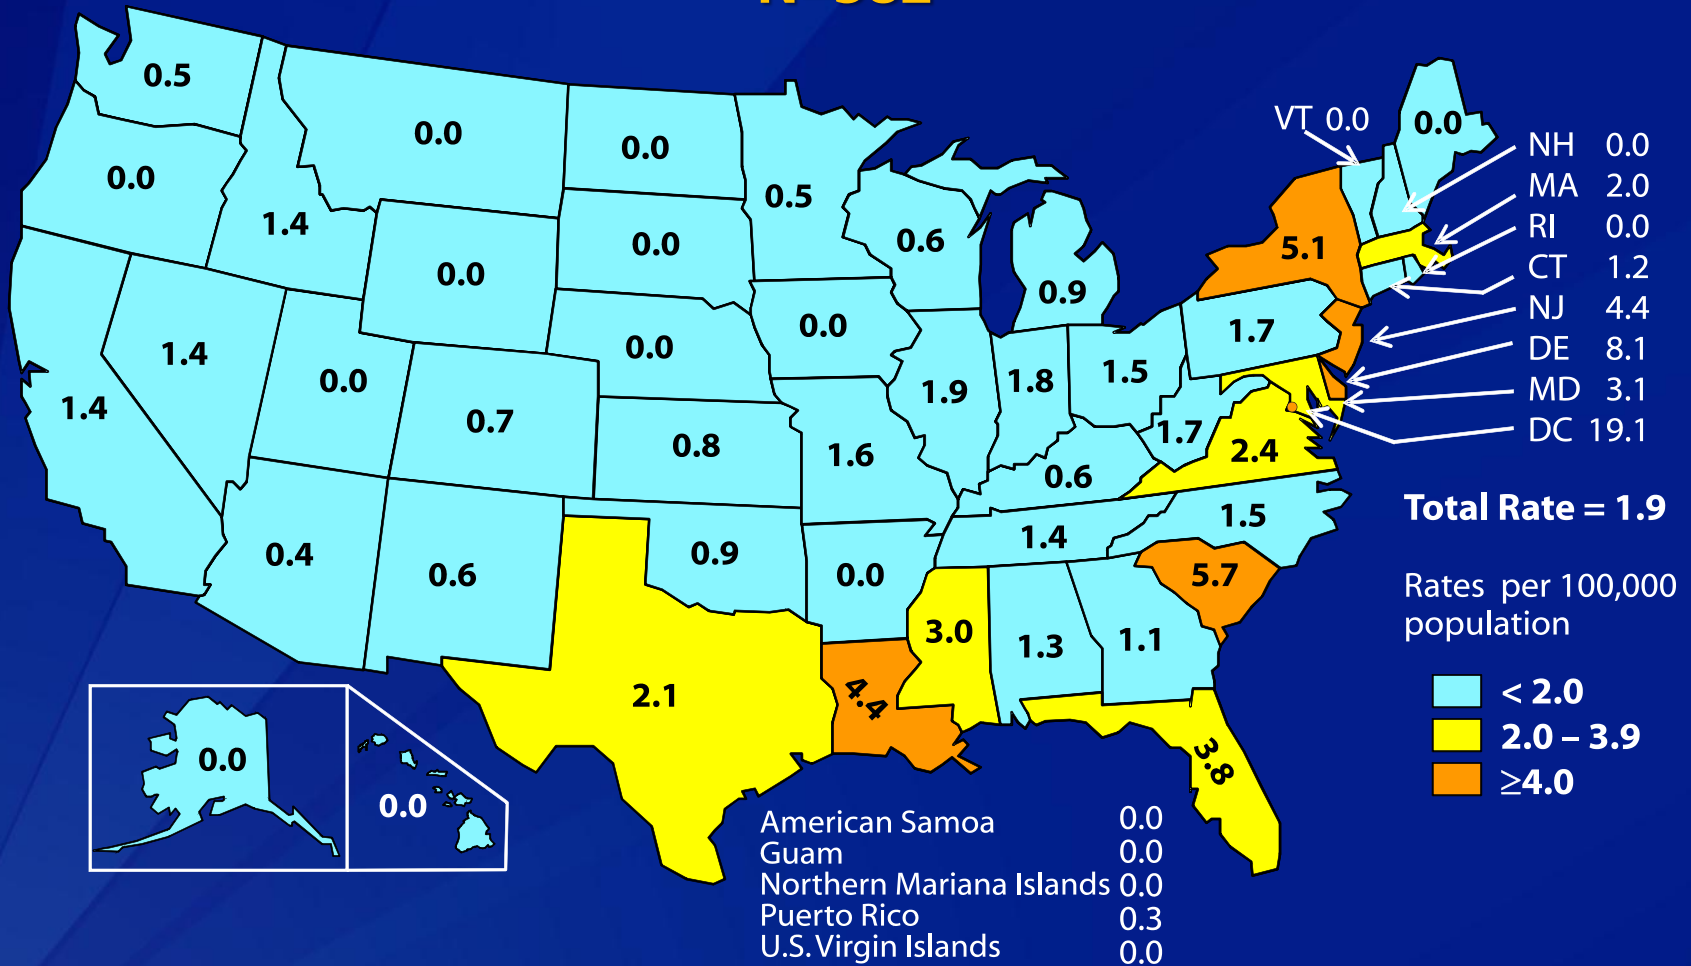 0.5
0.0
0.0
0.0
1.4
0.0
0.0
0.5
0.6
0.9
VT 0.0
0.0
NH 0.0
MA 2.0
RI 0.0
CT 1.2
NJ 4.4
DE 8.1
MD 3.1
DC 19.1
5.1
1.7
1.4
1.4
0.0
0.7
0.0
0.0
0.8
1.6
1.9
1.8
1.5
1.7
2.4
0.6
1.4
1.5
5.7
0.4
0.6
0.9
0.0
3.0
1.3
1.1
2.1
4.4
3.8
0.0
0.0
Total Rate = 1.9
Rates per 100,000
population
< 2.0
2.0 – 3.9
≥4.0
American Samoa 0.0
Guam 0.0
Northern Mariana Islands 0.0
Puerto Rico 0.3
U.S. Virgin Islands 0.0